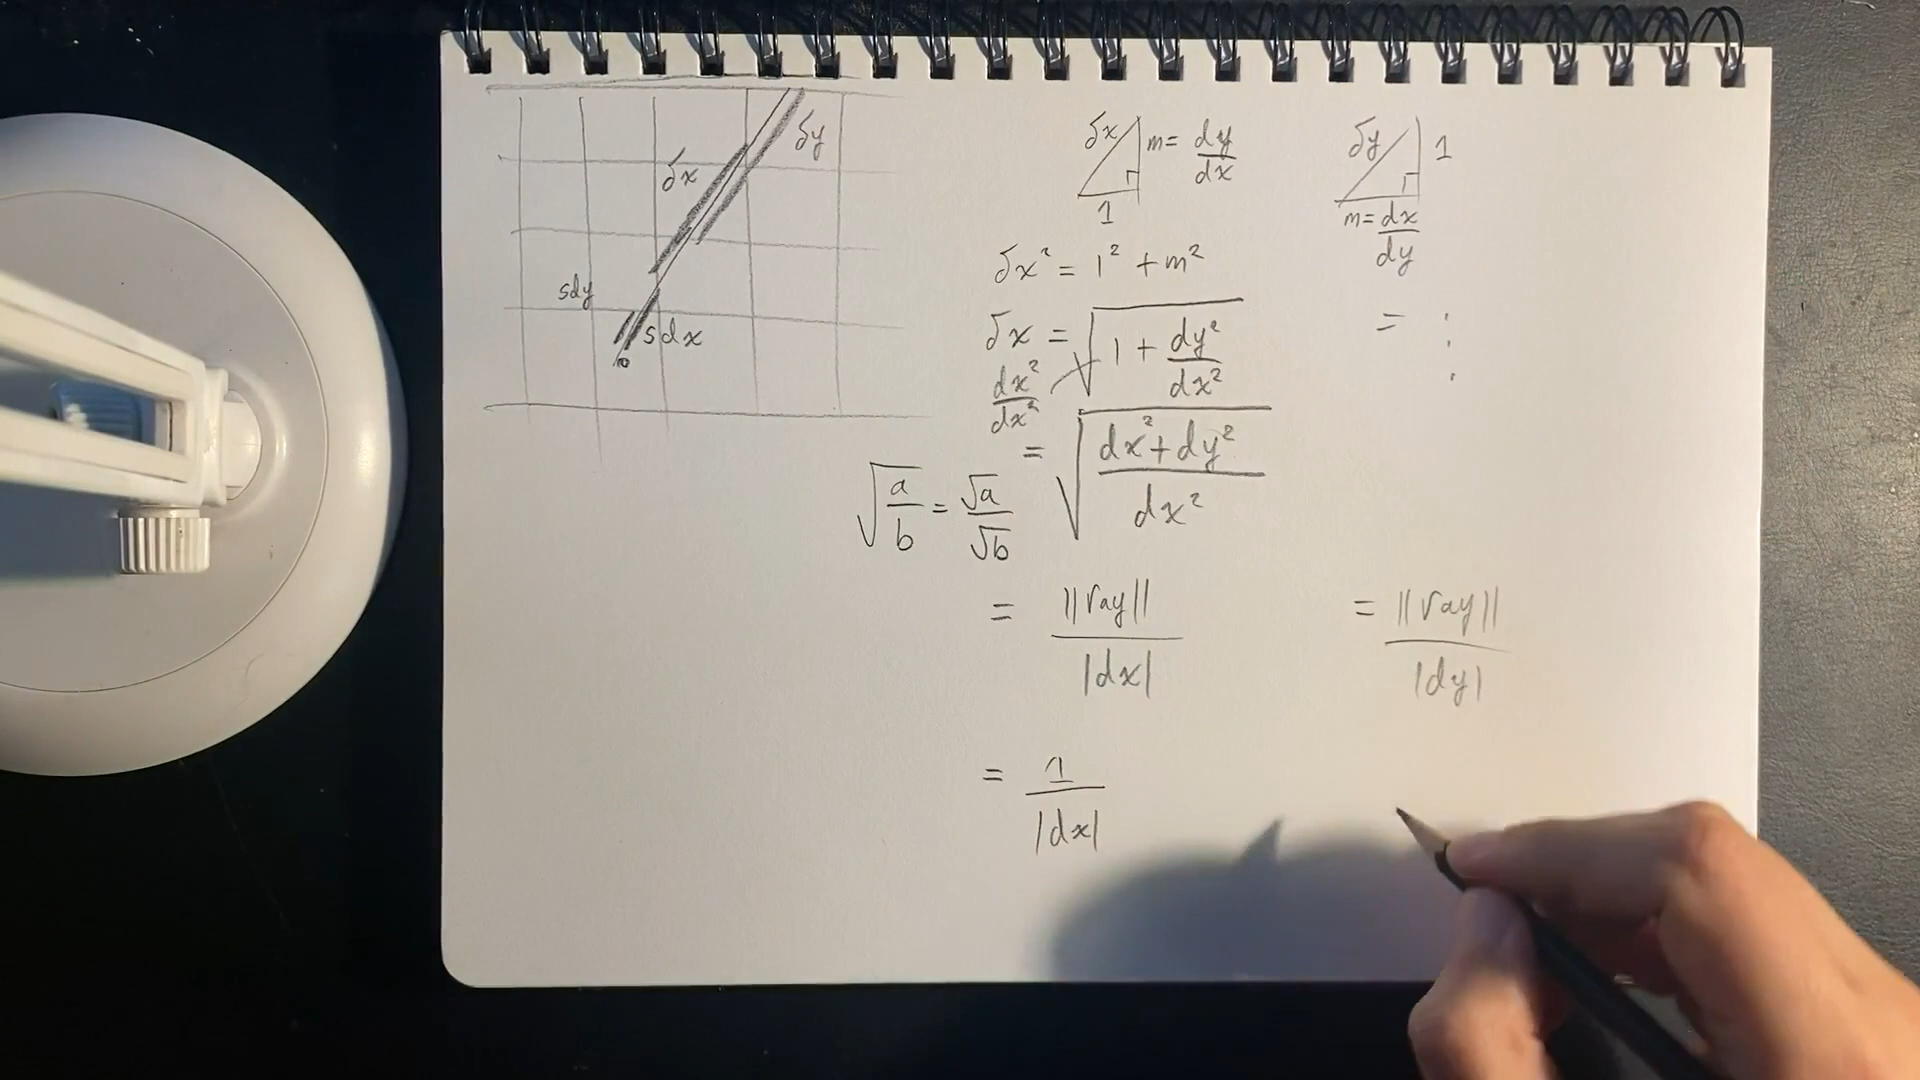 δy
δx
sdy
sdx
δx m = dy/dx
1
δy 1
m = dx/dy
δx² = 1² + m²
δx = √(1 + dy²/dx²)
dx²/dx²
= √((dx² + dy²)/dx²)
√(a/b) = √a/√b
= ||ray||/|dx|
= 1/|dx|
= ⋮
= ||ray||/|dy|